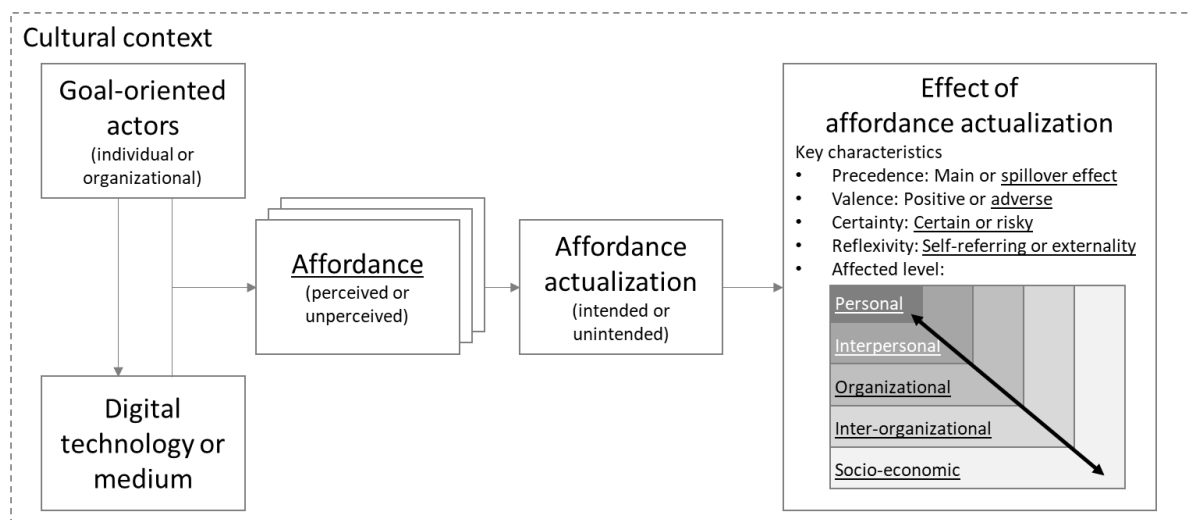 Cultural context
Goal-oriented
actors
(individual or
organizational)
Digital
technology or
medium
Affordance
(perceived or
unperceived)
Affordance
actualization
(intended or
unintended)
Effect of
affordance actualization
Key characteristics
• Precedence: Main or spillover effect
• Valence: Positive or adverse
• Certainty: Certain or risky
• Reflexivity: Self-referring or externality
• Affected level:
Personal
Interpersonal
Organizational
Inter-organizational
Socio-economic